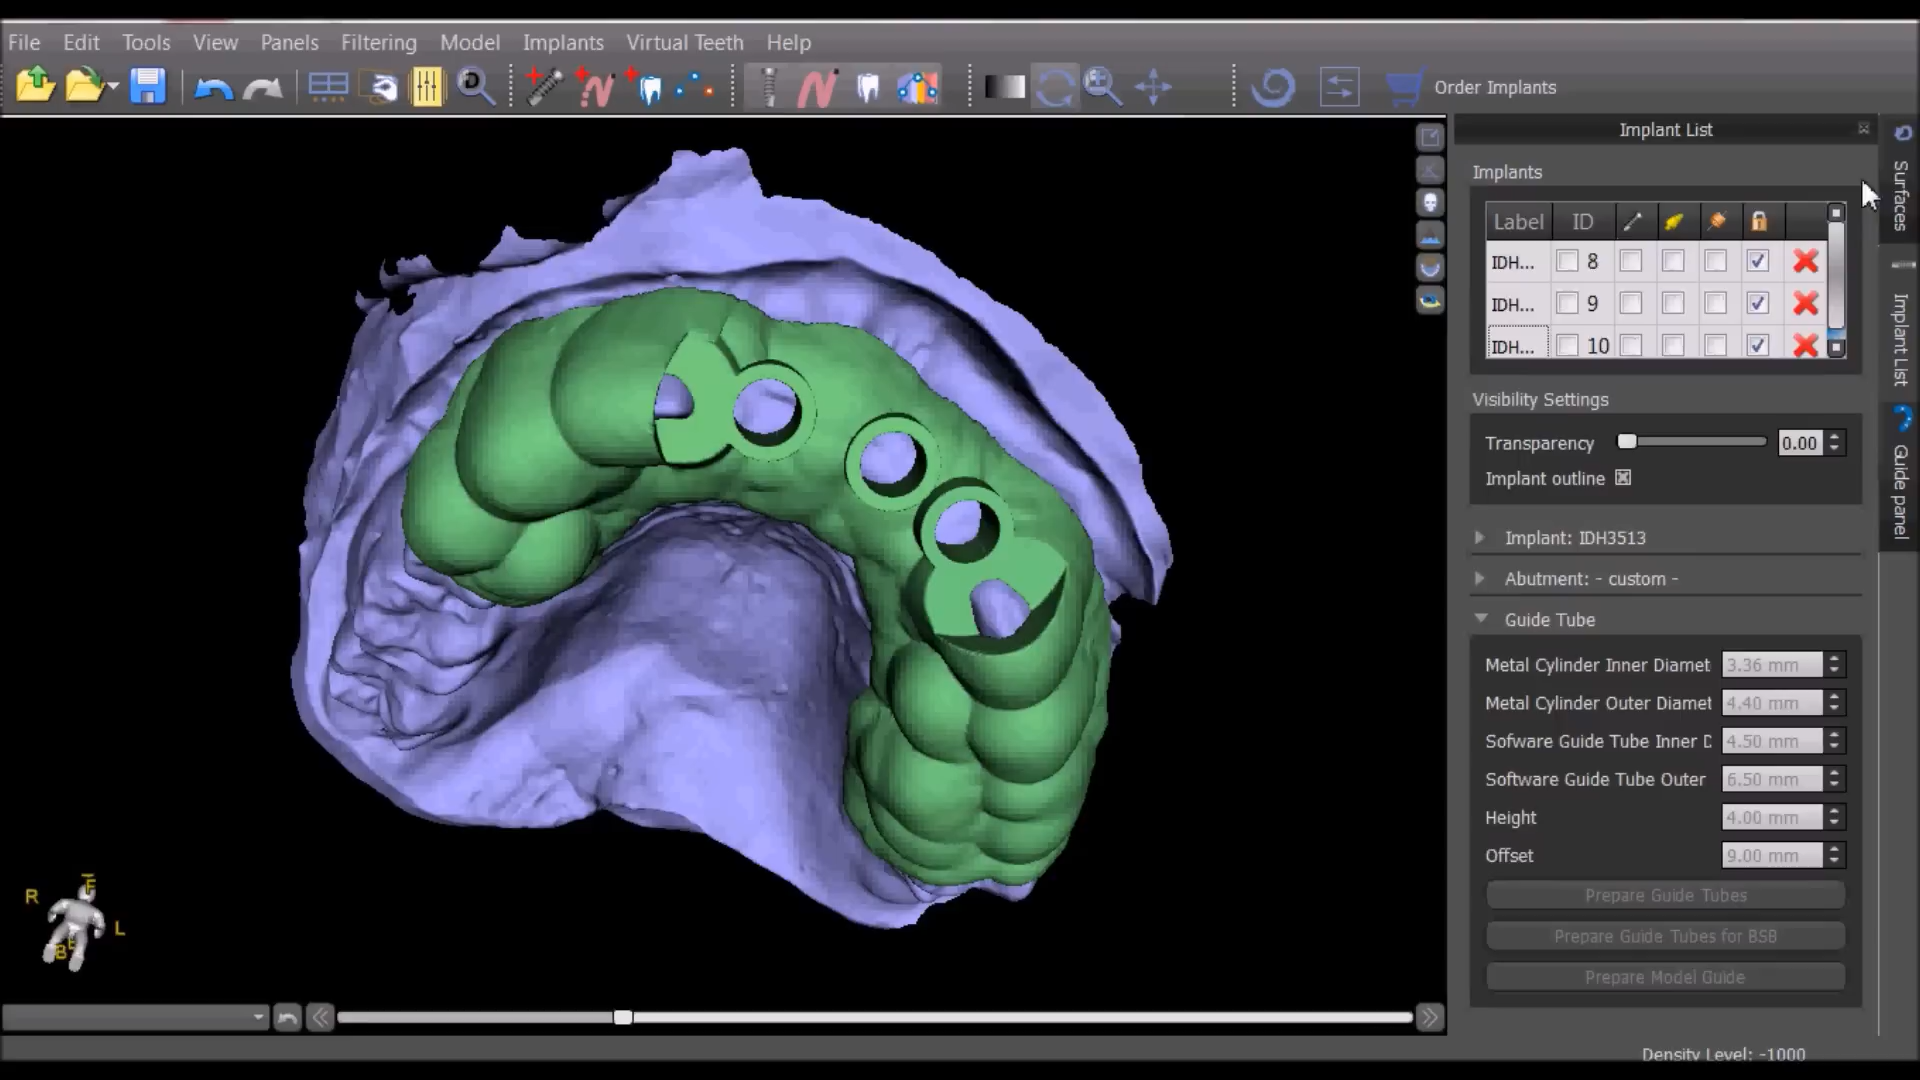 File Edit Tools View Panels Filtering Model Implants Virtual Teeth Help
D
Order Implants
Implant List
Implants
Label ID
IDH... 8
IDH... 9
IDH... 10
Visibility Settings
Transparency 0.00
Implant outline
Implant: IDH3513
Abutment: - custom -
Guide Tube
Metal Cylinder Inner Diamet 3.36 mm
Metal Cylinder Outer Diamet 4.40 mm
Sofware Guide Tube Inner D 4.50 mm
Software Guide Tube Outer 6.50 mm
Height 4.00 mm
Offset 9.00 mm
Prepare Guide Tubes
Prepare Guide Tubes for BSB
Prepare Model Guide
Surfaces
Implant List
Guide panel
R
L
B
F
Density Level: -1000